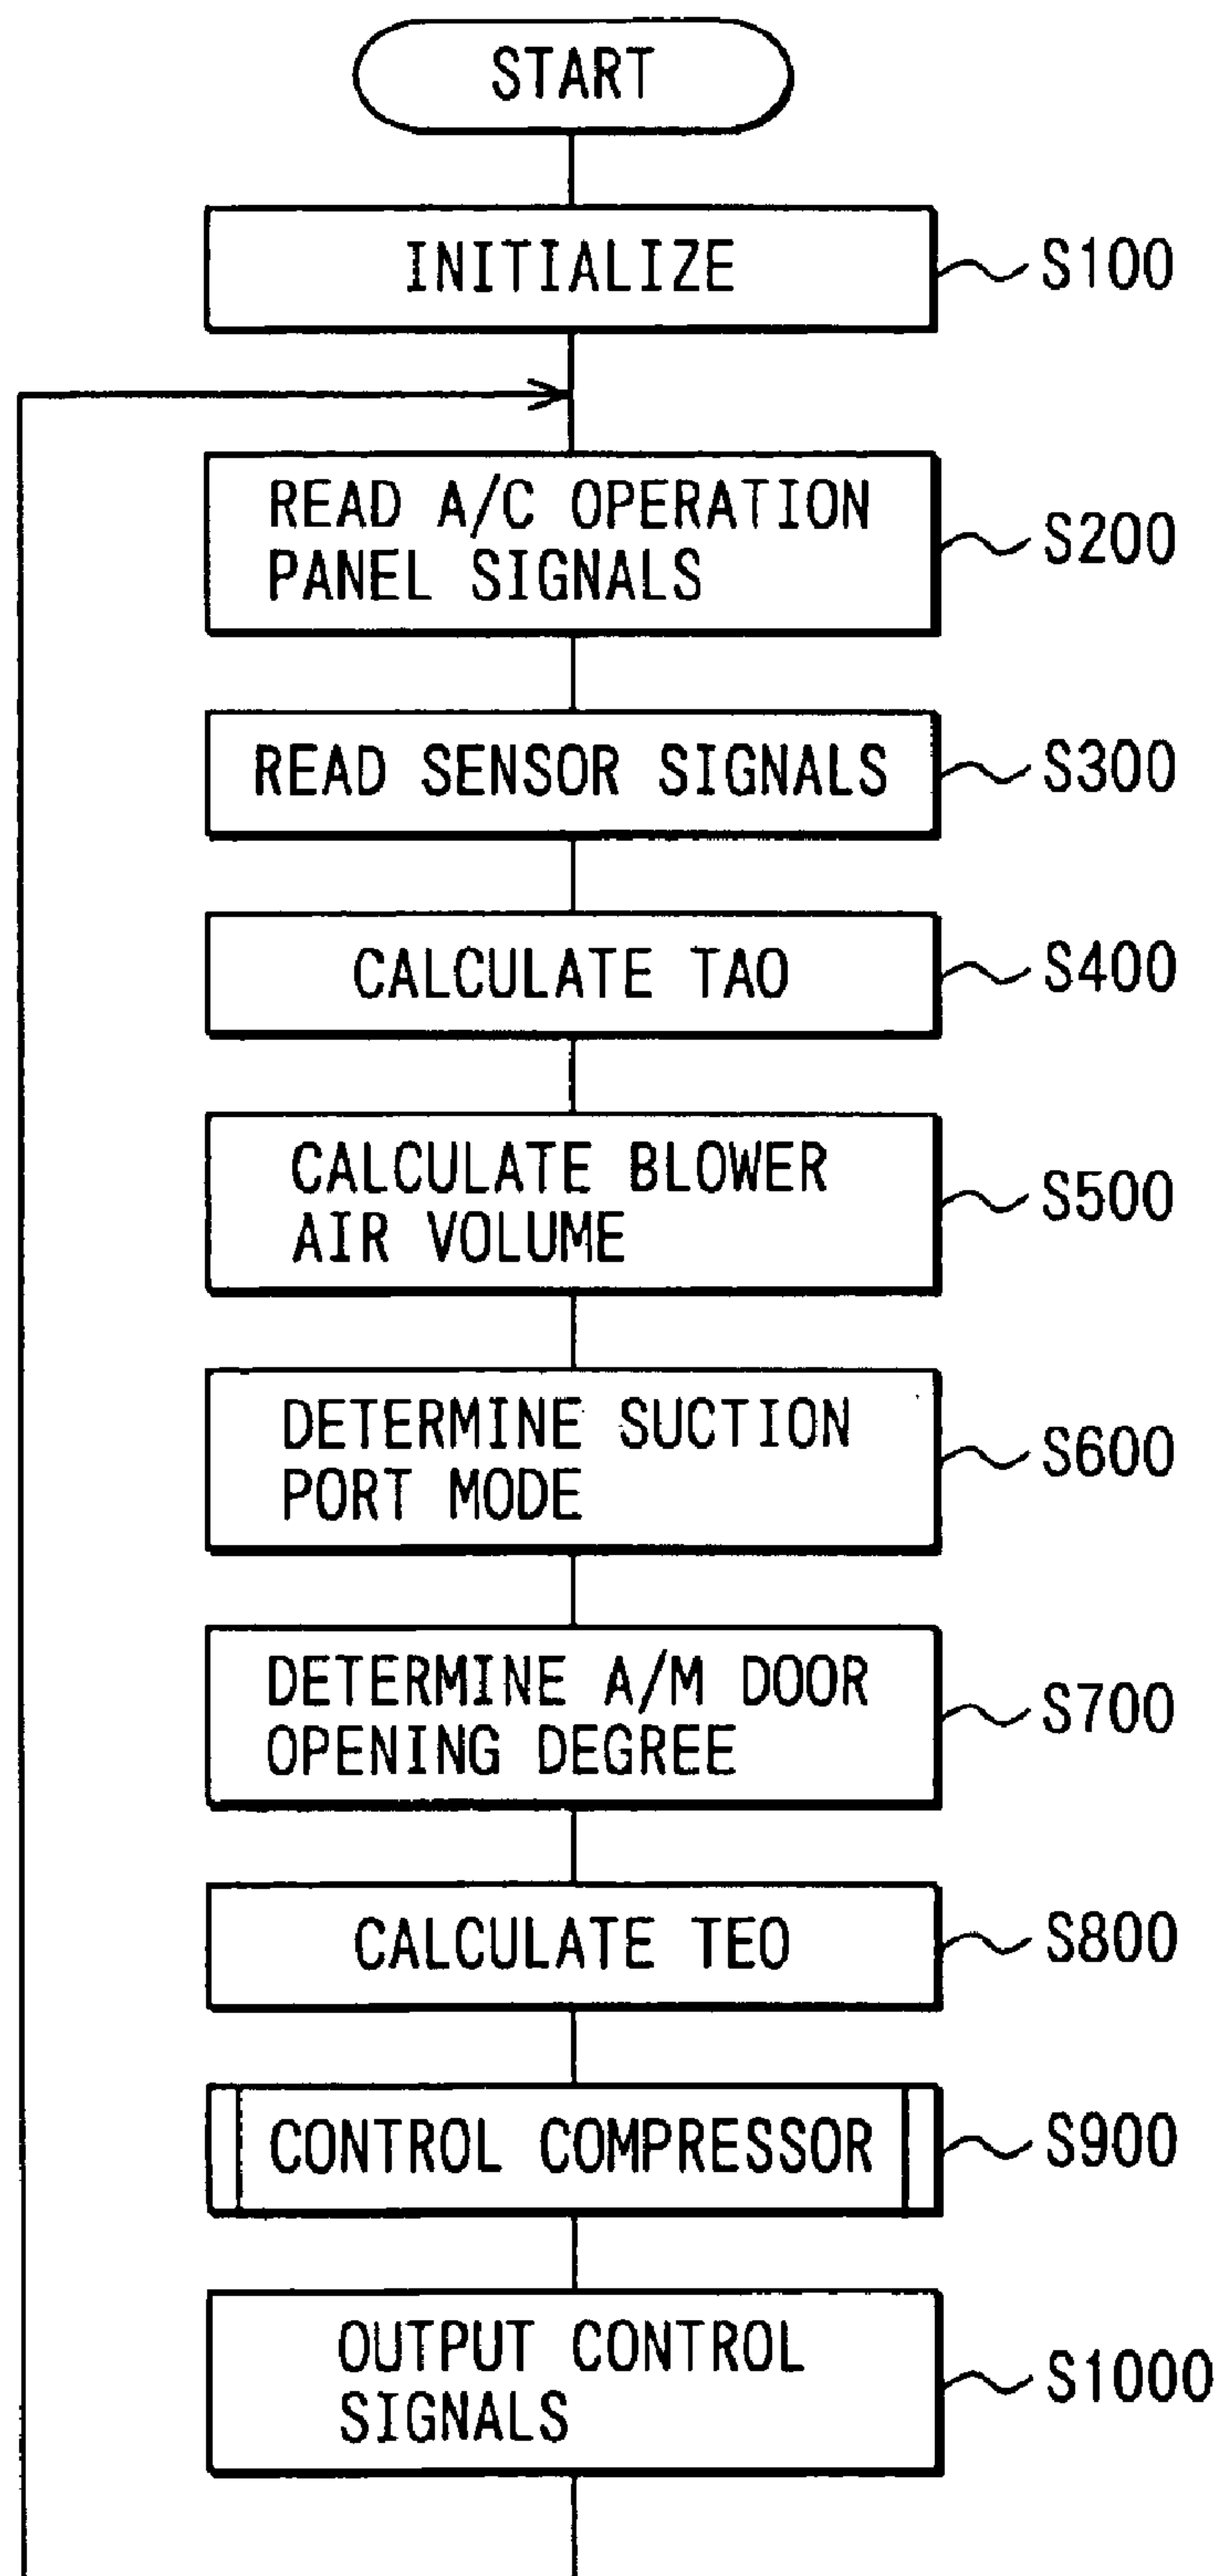 START
INITIALIZE
S100
READ A/C OPERATION
PANEL SIGNALS
S200
READ SENSOR SIGNALS
S300
CALCULATE TAO
S400
CALCULATE BLOWER
AIR VOLUME
S500
DETERMINE SUCTION
PORT MODE
S600
DETERMINE A/M DOOR
OPENING DEGREE
S700
CALCULATE TEO
S800
CONTROL COMPRESSOR
S900
OUTPUT CONTROL
SIGNALS
S1000